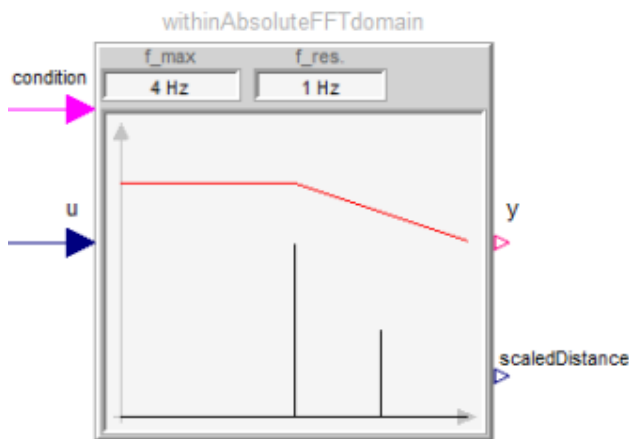 withinAbsoluteFFTdomain
f_max f_res.
condition
4 Hz 1 Hz
u
y
scaledDistance